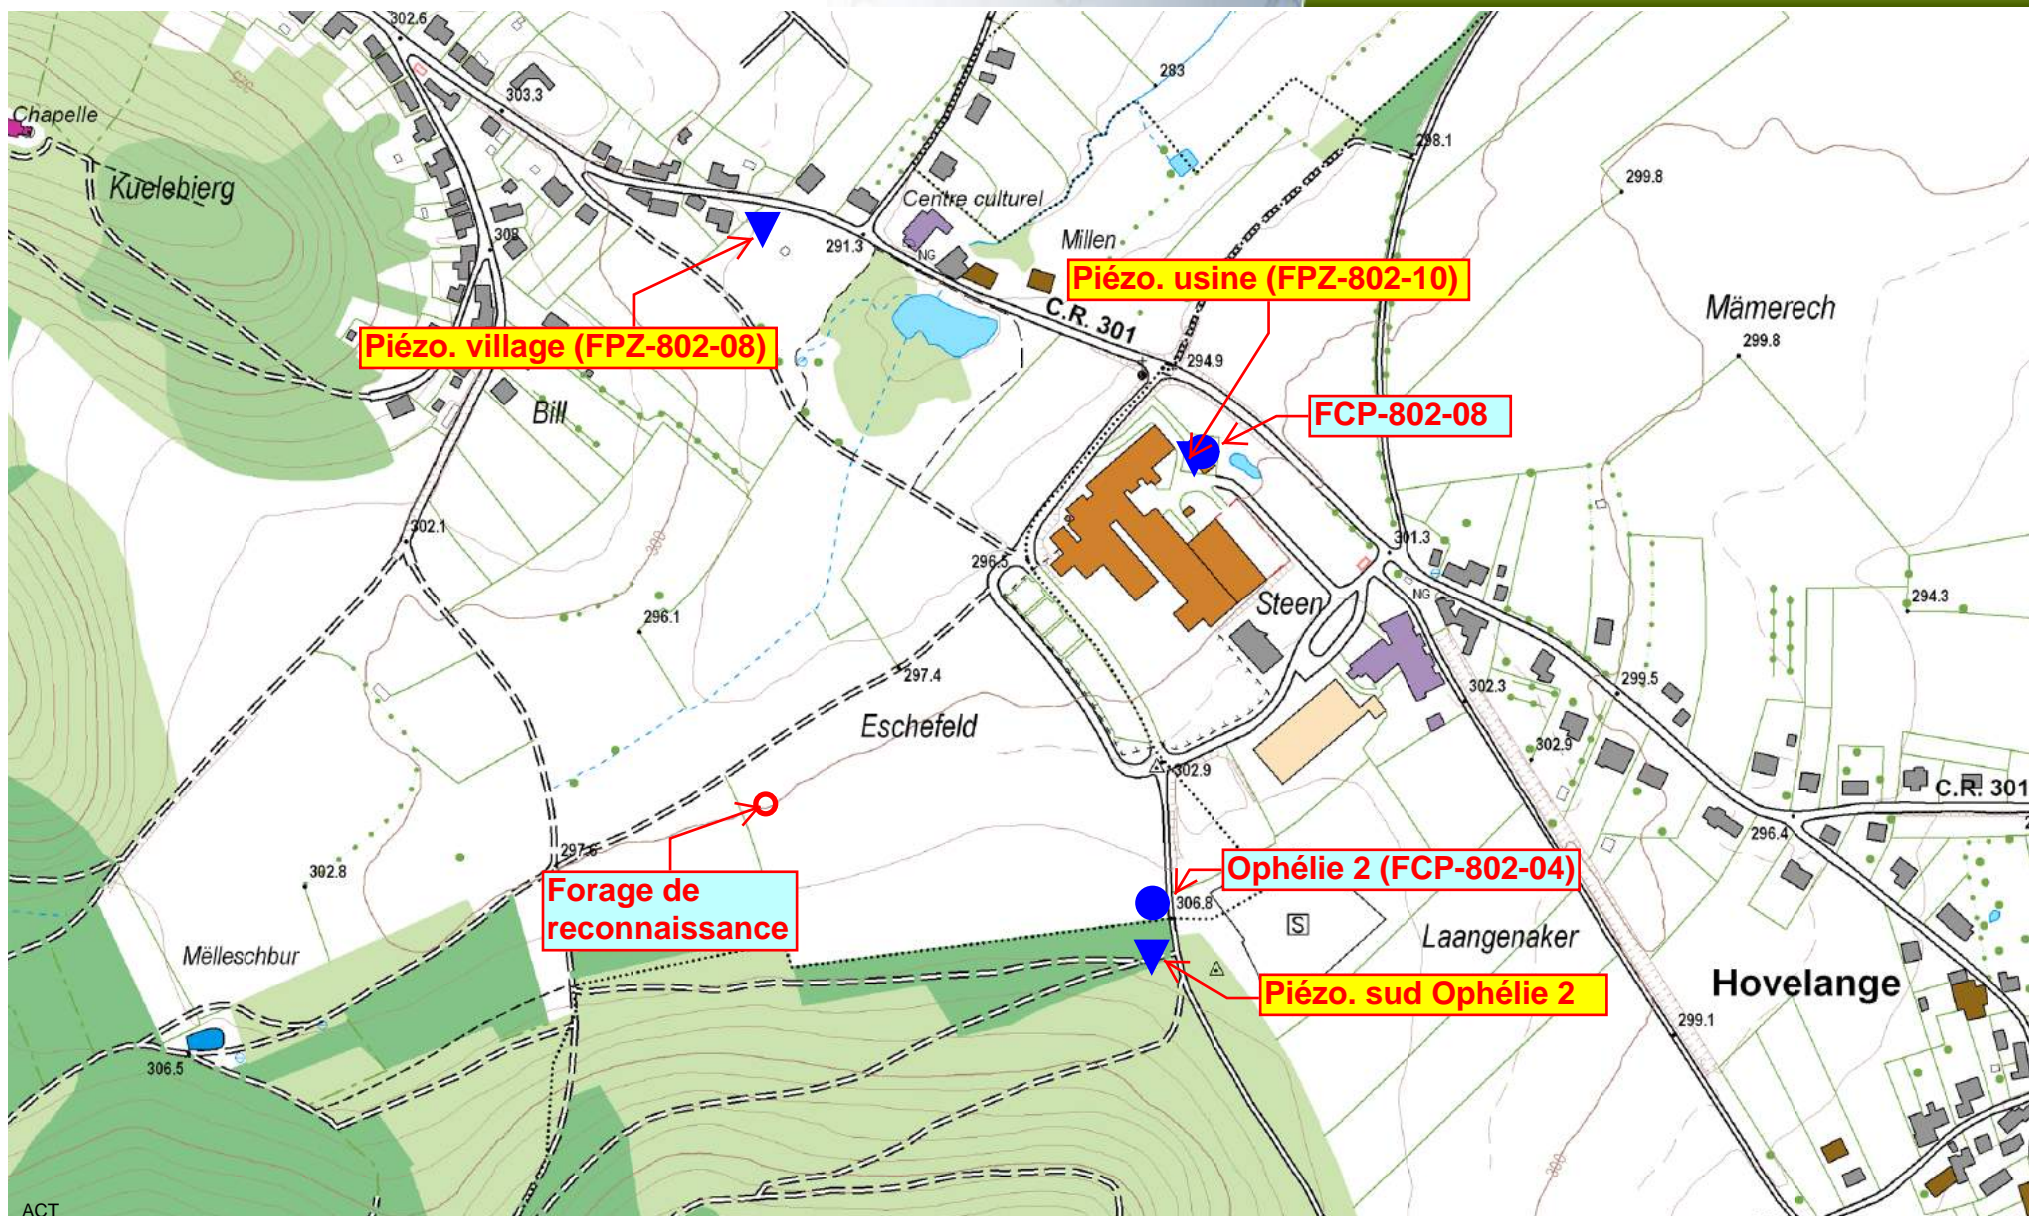 302.6
283
Chapelle
303.3
298.1
Kuelebierg
299.8
Centre culturel
303
291.3
NG
Millen
Piézo. usine (FPZ-802-10)
Mämerech
299.8
C.R. 301
Piézo. village (FPZ-802-08)
294.9
Bill
FCP-802-08
302.1
300
301.3
296.5
NG
294.3
Steen
296.1
297.4
302.3
299.5
Eschefeld
302.9
302.9
C.R. 301
296.4
297.6
302.8
Forage de
reconnaissance
Ophélie 2 (FCP-802-04)
306.8
S
Laangenaker
Mëlleschbur
Hovelange
Piézo. sud Ophélie 2
299.1
306.5
300
ACT